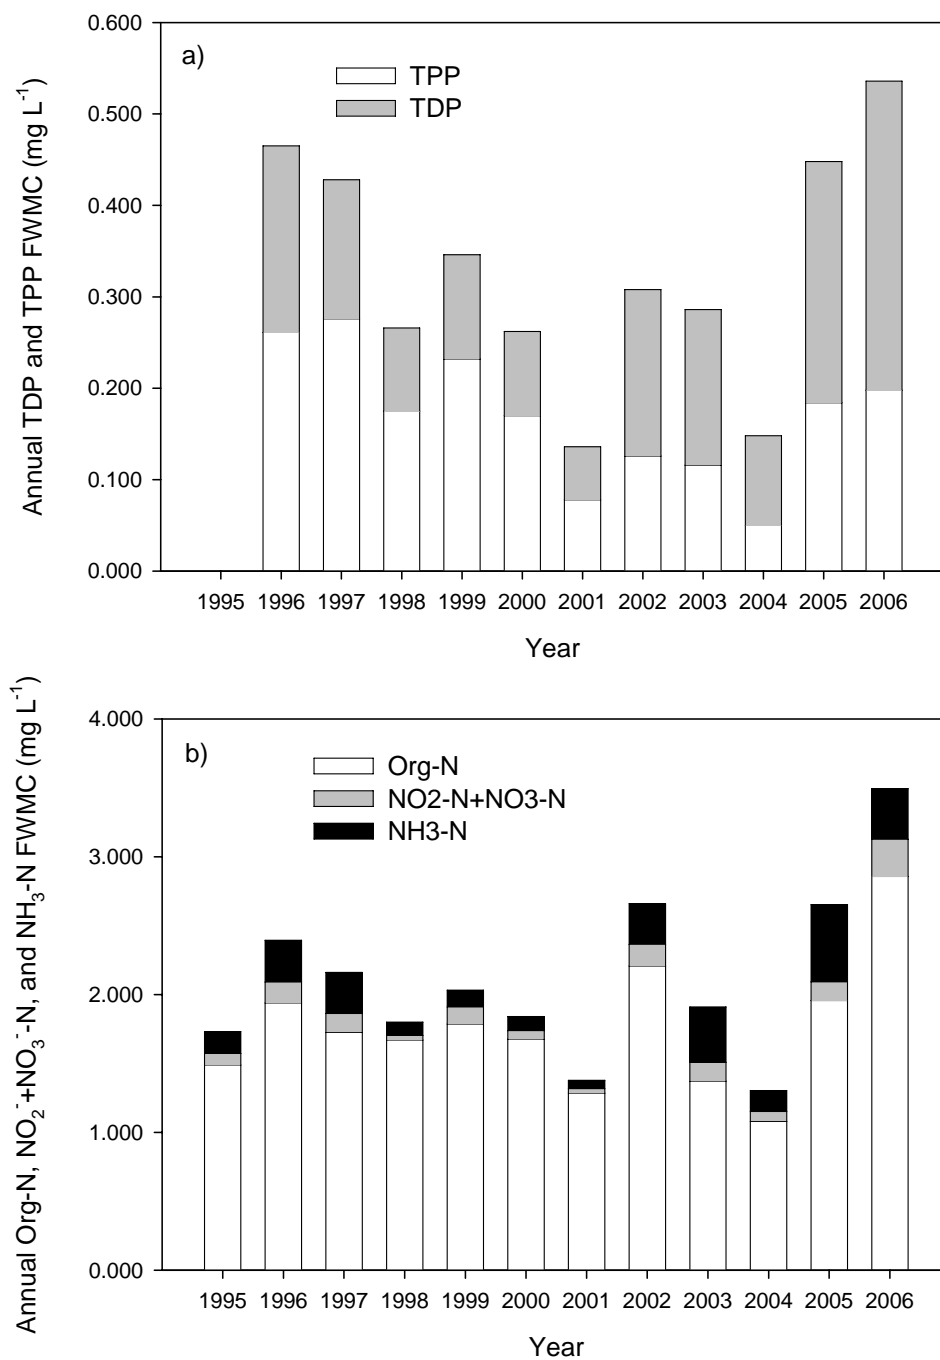 a)
TPP
TDP
Annual TDP and TPP FWMC (mg L⁻¹)
0.600
0.500
0.400
0.300
0.200
0.100
0.000
1995 1996 1997 1998 1999 2000 2001 2002 2003 2004 2005 2006
Year
b)
Org-N
NO2-N+NO3-N
NH3-N
Annual Org-N, NO₂⁻+NO₃⁻-N, and NH₃-N FWMC (mg L⁻¹)
4.000
3.000
2.000
1.000
0.000
1995 1996 1997 1998 1999 2000 2001 2002 2003 2004 2005 2006
Year